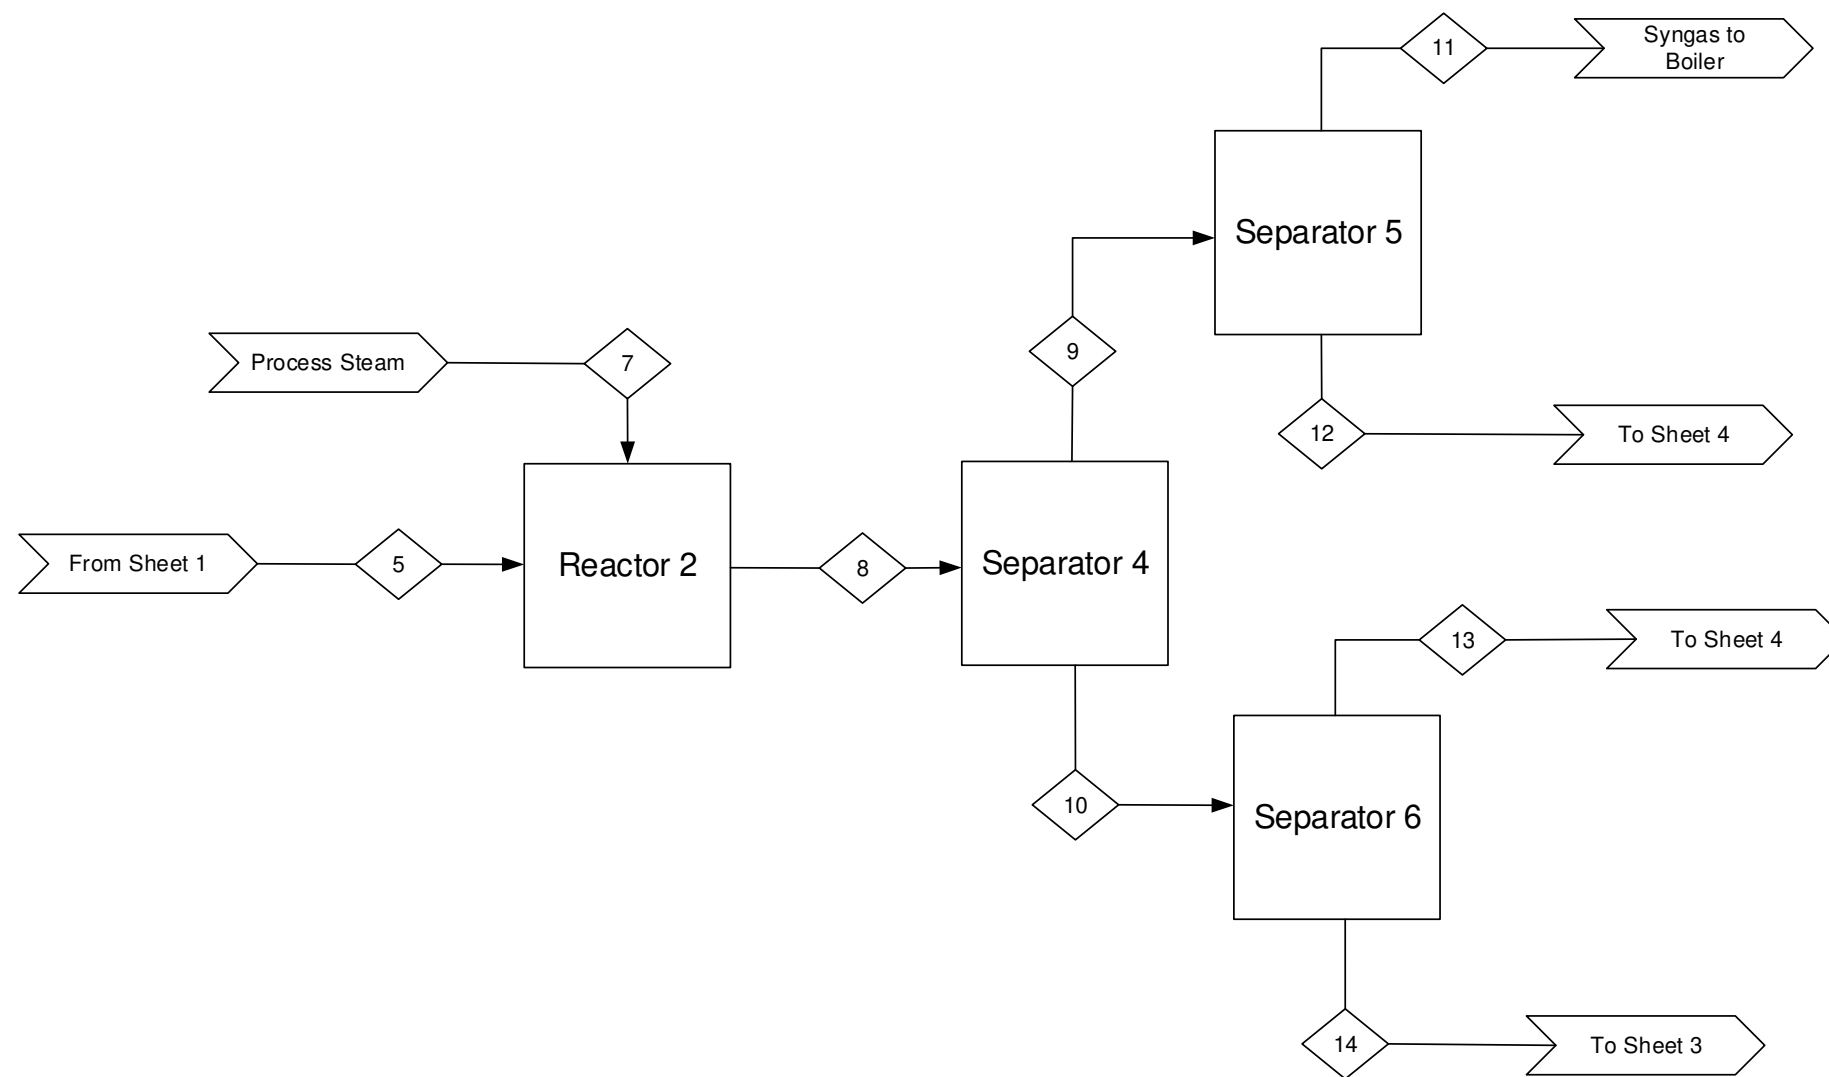 11
Syngas to
Boiler
Separator 5
9
Process Steam
7
12
To Sheet 4
From Sheet 1
5
Reactor 2
8
Separator 4
13
To Sheet 4
10
Separator 6
14
To Sheet 3